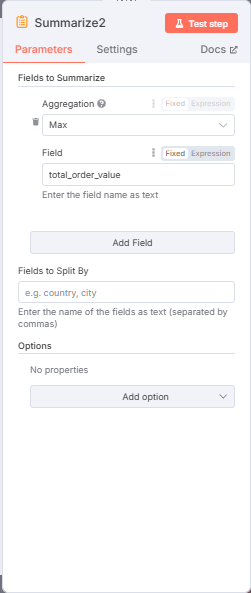 Summarize2
Test step
Parameters
Settings
Docs
Fields to Summarize
Aggregation
Fixed Expression
Max
Field
Fixed Expression
total_order_value
Enter the field name as text
Add Field
Fields to Split By
e.g. country, city
Enter the name of the fields as text (separated by
commas)
Options
No properties
Add option